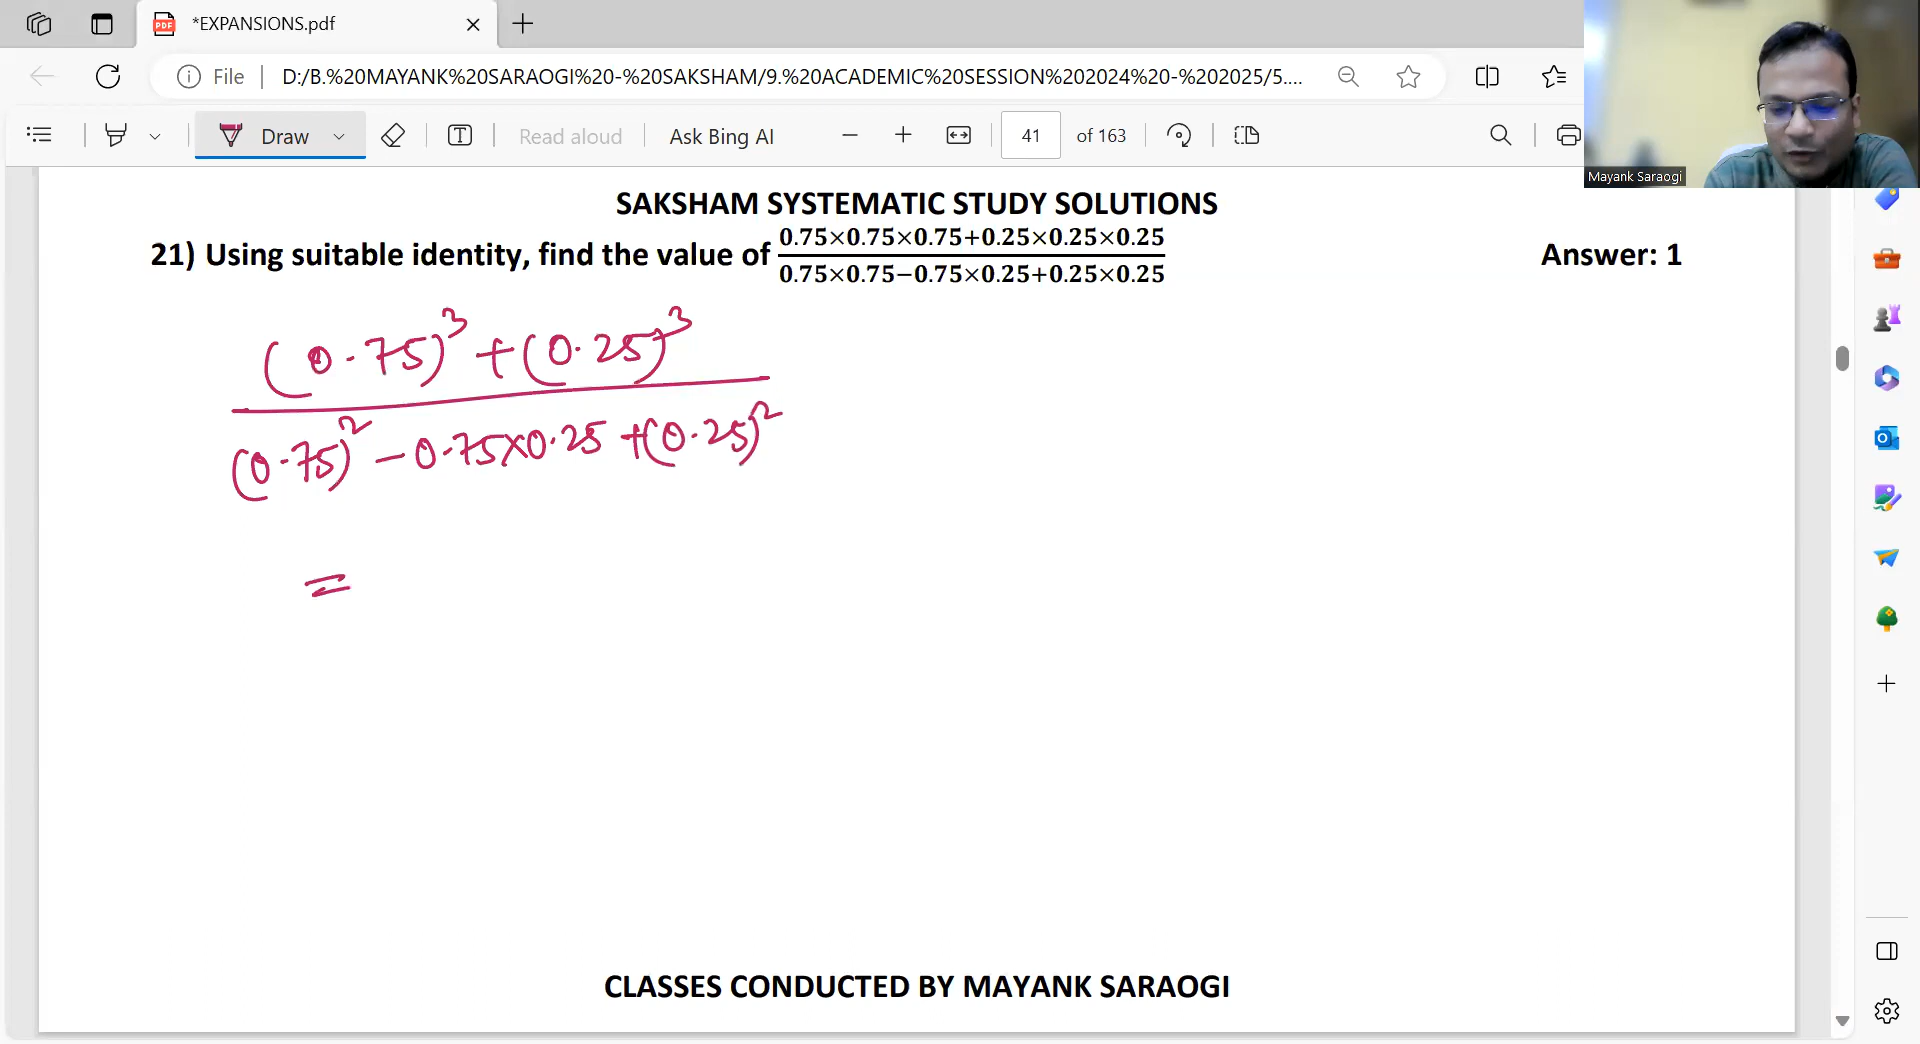 *EXPANSIONS.pdf
File
D:/B.%20MAYANK%20SARAOGI%20-%20SAKSHAM/9.%20ACADEMIC%20SESSION%202024%20-%202025/5....
Draw
Read aloud
Ask Bing AI
41 of 163
Mayank Saraogi
SAKSHAM SYSTEMATIC STUDY SOLUTIONS
21) Using suitable identity, find the value of 0.75×0.75×0.75+0.25×0.25×0.25 / 0.75×0.75−0.75×0.25+0.25×0.25 Answer: 1
(0.75)³ + (0.25)³
(0.75)² − 0.75×0.25 + (0.25)²
=
CLASSES CONDUCTED BY MAYANK SARAOGI